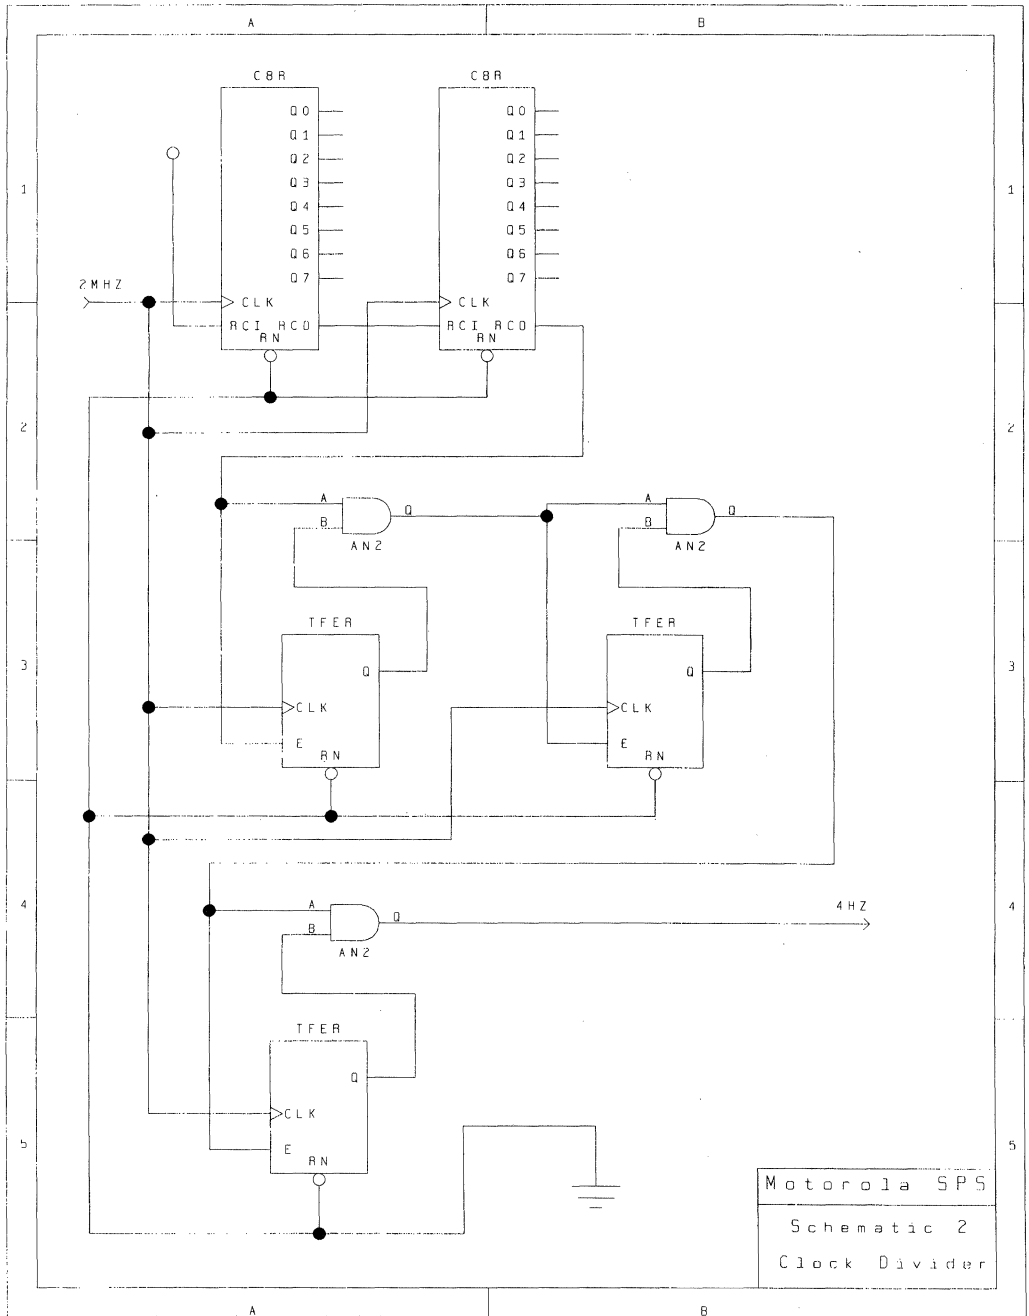 A B
C8R C8R
Q0 Q0
Q1 Q1
Q2 Q2
1 1
Q3 Q3
Q4 Q4
Q5 Q5
Q6 Q6
Q7 Q7
2MHZ
CLK CLK
RCI RCO RCI RCO
RN RN
2 2
A Q A Q
B B
AN2 AN2
TFER TFER
3 3
Q Q
CLK CLK
E E
RN RN
4 4
A Q 4HZ
B
AN2
TFER
Q
CLK
5 5
E
RN
Motorola SPS
Schematic 2
Clock Divider
A B